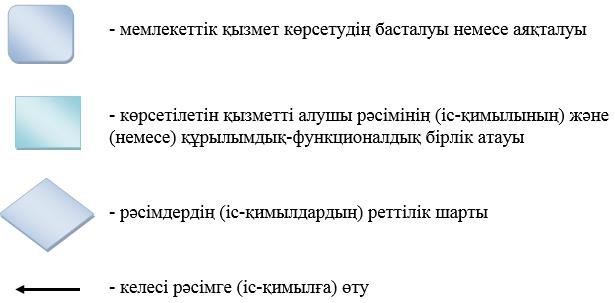 - мемлекеттік қызмет көрсетудің басталуы немесе аяқталуы
- көрсетілетін қызметті алушы рәсімінің (іс-қимылының) және
(немесе) құрылымдық-функционалдық бірлік атауы
- рәсімдердің (іс-қимылдардың) реттілік шарты
- келесі рәсімге (іс-қимылға) өту